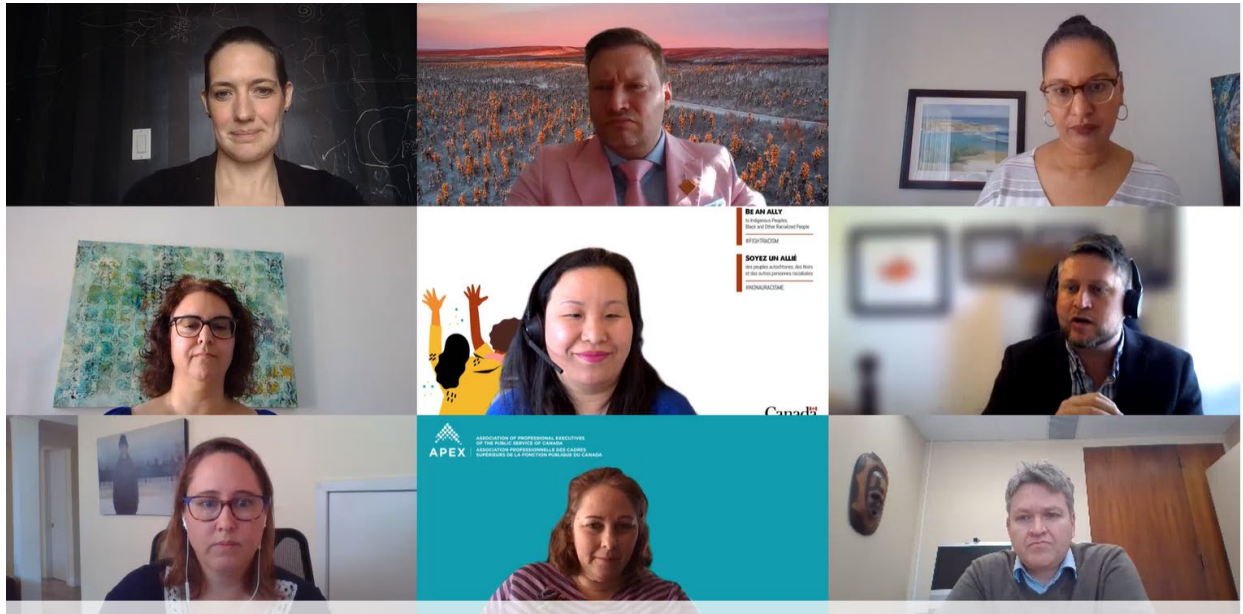 BE AN ALLY
to Indigenous Peoples,
Black and Other Racialized People
#FIGHTRACISM
SOYEZ UN ALLIÉ
des peuples autochtones, des Noirs
et des autres personnes racialisées
#NONAURACISME
Canada
APEX
ASSOCIATION OF PROFESSIONAL EXECUTIVES
OF THE PUBLIC SERVICE OF CANADA
ASSOCIATION PROFESSIONNELLE DES CADRES
SUPÉRIEURS DE LA FONCTION PUBLIQUE DU CANADA